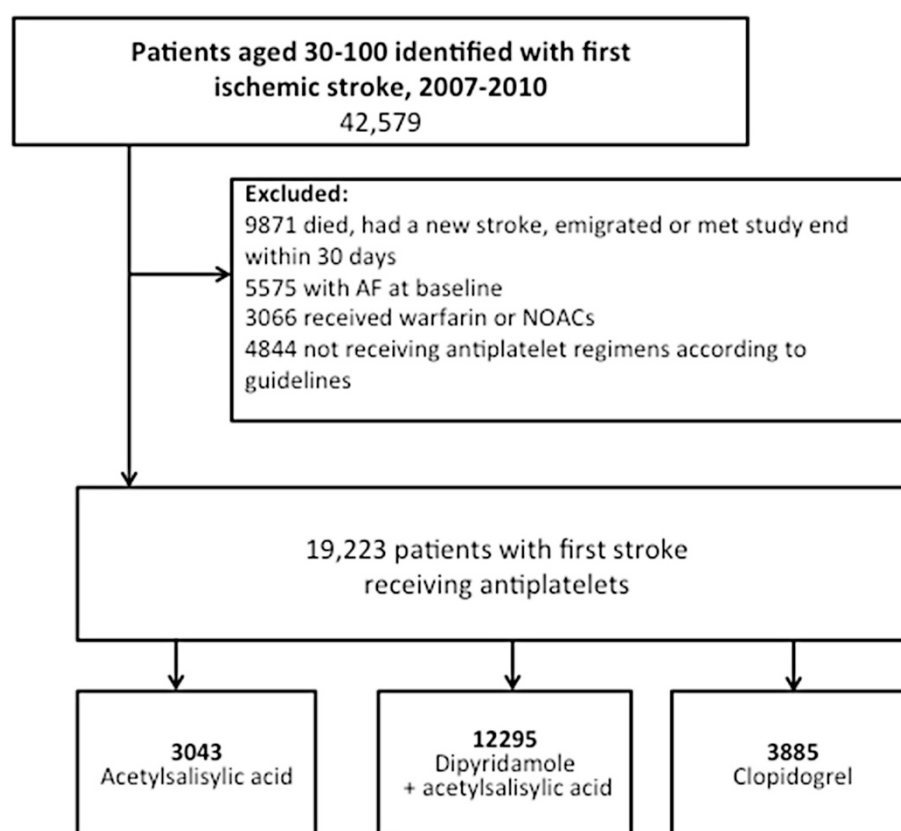 Patients aged 30-100 identified with first
ischemic stroke, 2007-2010
42,579
Excluded:
9871 died, had a new stroke, emigrated or met study end
within 30 days
5575 with AF at baseline
3066 received warfarin or NOACs
4844 not receiving antiplatelet regimens according to
guidelines
19,223 patients with first stroke
receiving antiplatelets
3043
Acetylsalisylic acid
12295
Dipyridamole
+ acetylsalisylic acid
3885
Clopidogrel